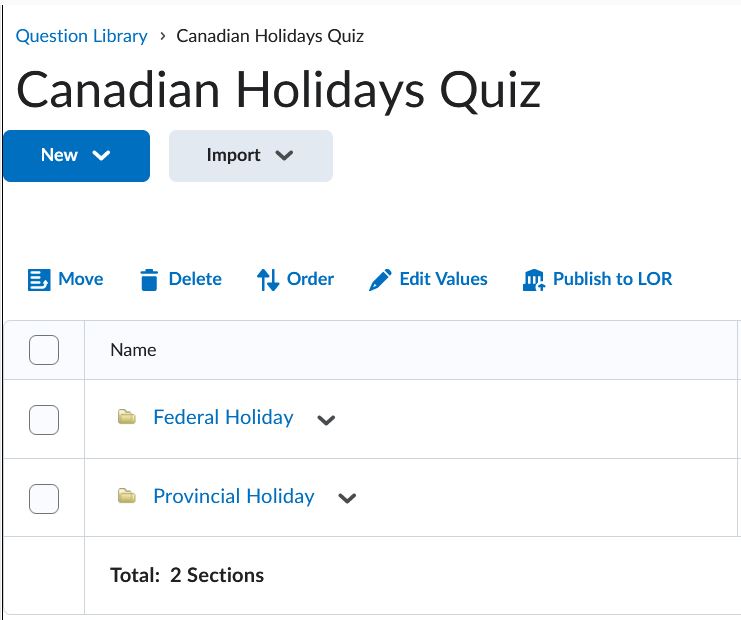 Question Library › Canadian Holidays Quiz
Canadian Holidays Quiz
New Import
Move Delete Order Edit Values Publish to LOR
Name
Federal Holiday
Provincial Holiday
Total: 2 Sections